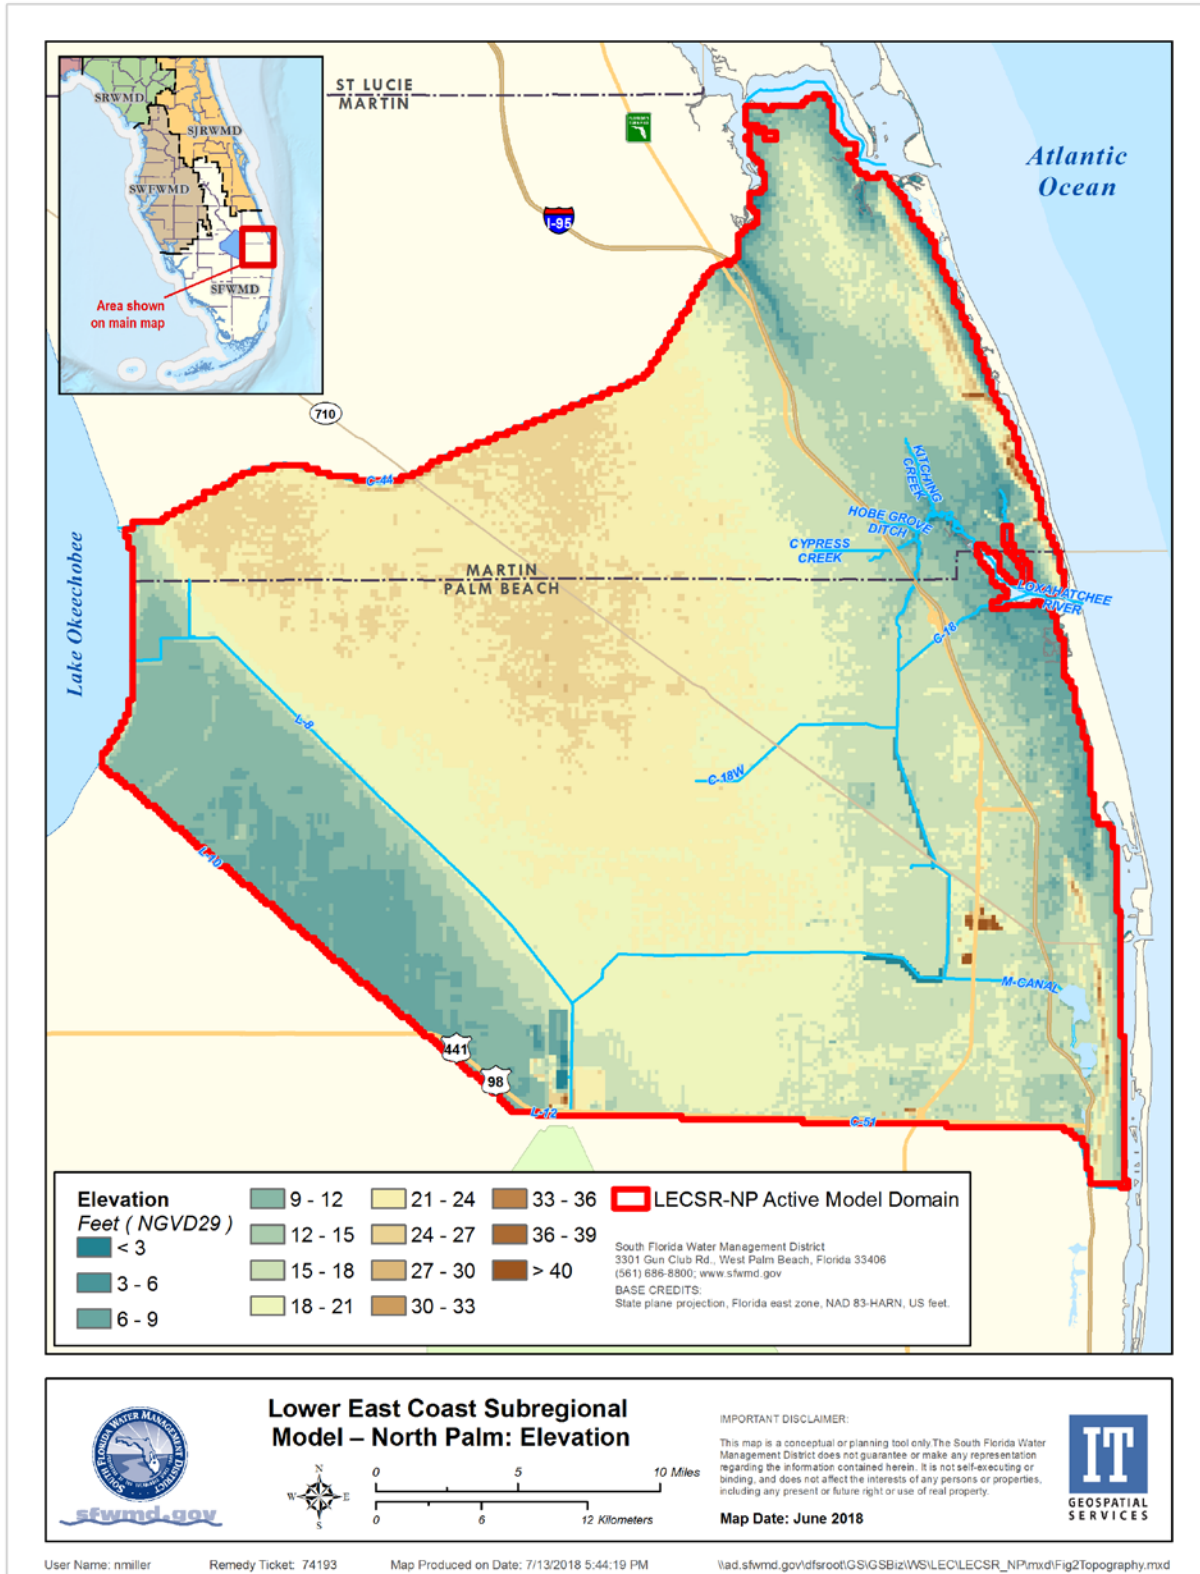 SRWMD
SJRWMD
SWFWMD
SFWMD
Area shown
on main map
ST LUCIE
MARTIN
I-95
Atlantic
Ocean
710
C-44
KITCHING
CREEK
HOBE GROVE
DITCH
CYPRESS
CREEK
MARTIN
PALM BEACH
LOXAHATCHEE
RIVER
C-18
Lake Okeechobee
L-8
C-18W
L-10
M-CANAL
441
98
L-12
C-51
Elevation
Feet ( NGVD29 )
< 3
3 - 6
6 - 9
9 - 12
12 - 15
15 - 18
18 - 21
21 - 24
24 - 27
27 - 30
30 - 33
33 - 36
36 - 39
> 40
LECSR-NP Active Model Domain
South Florida Water Management District
3301 Gun Club Rd., West Palm Beach, Florida 33406
(561) 686-8800; www.sfwmd.gov
BASE CREDITS:
State plane projection, Florida east zone, NAD 83-HARN, US feet.
SOUTH FLORIDA WATER MANAGEMENT DISTRICT
sfwmd.gov
Lower East Coast Subregional
Model – North Palm: Elevation
N
W E
S
0 5 10 Miles
0 6 12 Kilometers
IMPORTANT DISCLAIMER:
This map is a conceptual or planning tool only.The South Florida Water
Management District does not guarantee or make any representation
regarding the information contained herein. It is not self-executing or
binding, and does not affect the interests of any persons or properties,
including any present or future right or use of real property.
Map Date: June 2018
IT
GEOSPATIAL
SERVICES
User Name: nmiller Remedy Ticket: 74193 Map Produced on Date: 7/13/2018 5:44:19 PM \\ad.sfwmd.gov\dfsroot\GS\GSBiz\WS\LEC\LECSR_NP\mxd\Fig2Topography.mxd